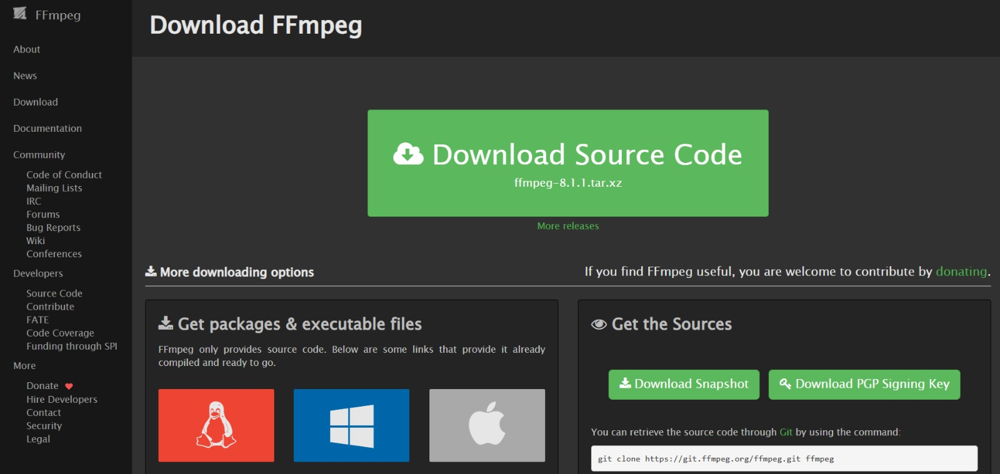 FFmpeg
About
News
Download
Documentation
Community
Code of Conduct
Mailing Lists
IRC
Forums
Bug Reports
Wiki
Conferences
Developers
Source Code
Contribute
FATE
Code Coverage
Funding through SPI
More
Donate
Hire Developers
Contact
Security
Legal
Download FFmpeg
Download Source Code
ffmpeg-8.1.1.tar.xz
More releases
More downloading options
If you find FFmpeg useful, you are welcome to contribute by donating.
Get packages & executable files
FFmpeg only provides source code. Below are some links that provide it already
compiled and ready to go.
Get the Sources
Download Snapshot
Download PGP Signing Key
You can retrieve the source code through Git by using the command:
git clone https://git.ffmpeg.org/ffmpeg.git ffmpeg